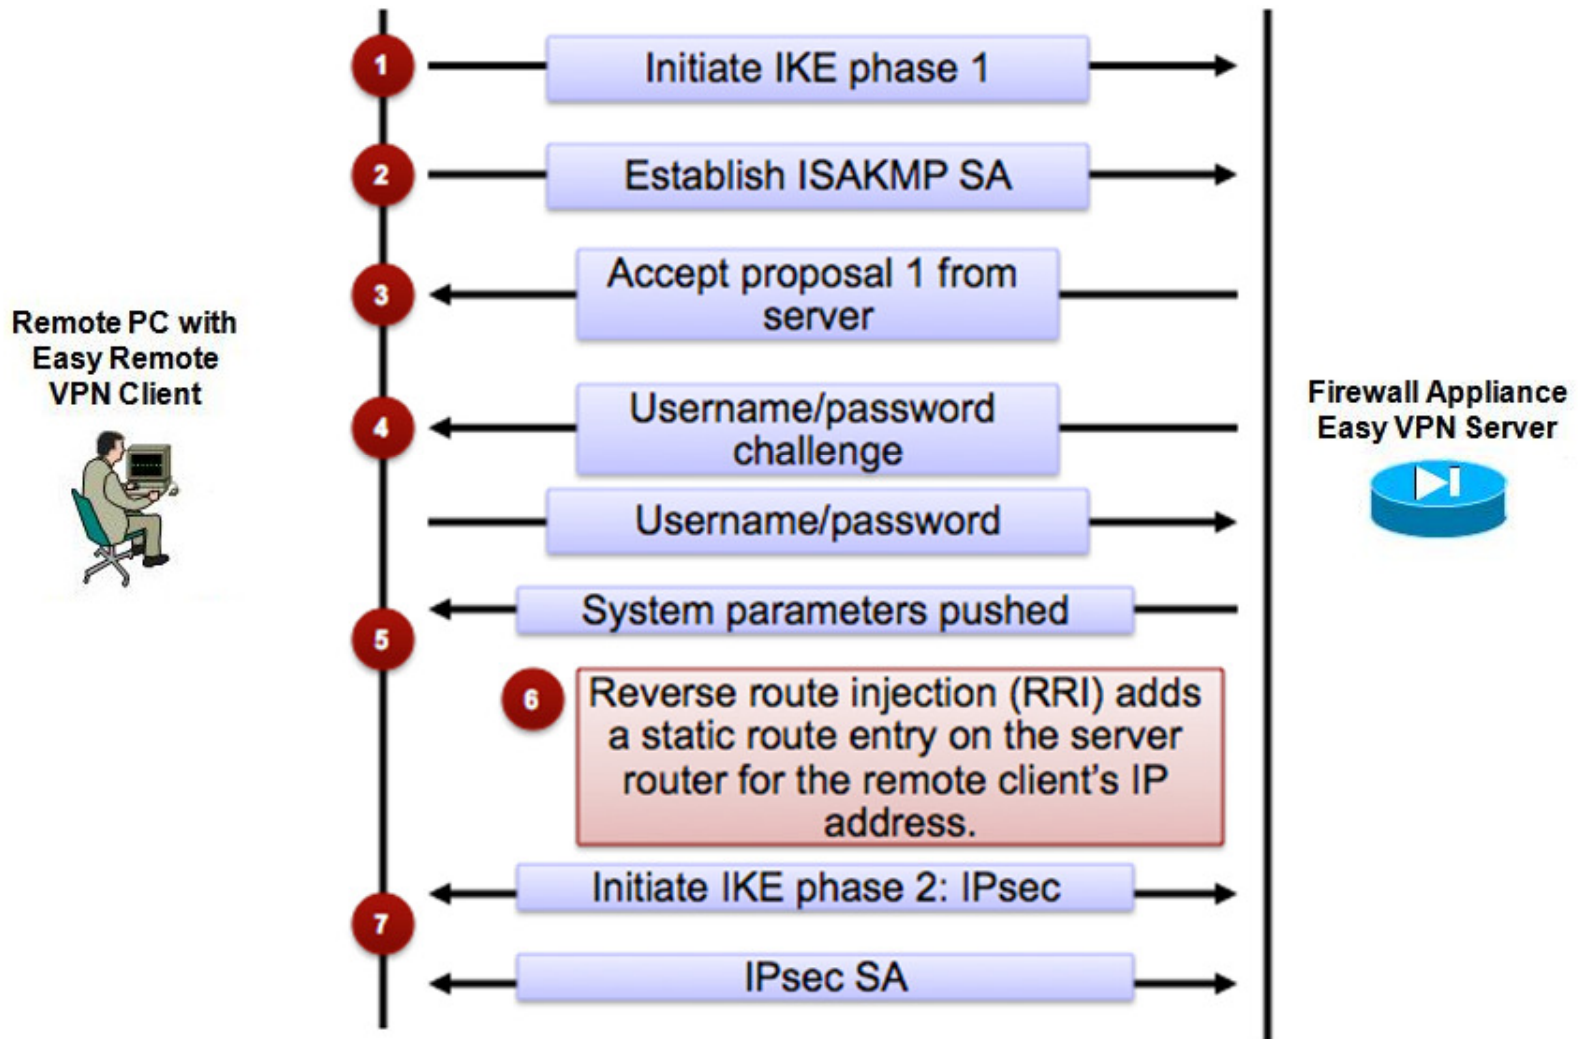 1
Initiate IKE phase 1
2
Establish ISAKMP SA
3
Accept proposal 1 from
server
Remote PC with
Easy Remote
VPN Client
4
Username/password
challenge
Firewall Appliance
Easy VPN Server
Username/password
5
System parameters pushed
6
Reverse route injection (RRI) adds
a static route entry on the server
router for the remote client's IP
address.
7
Initiate IKE phase 2: IPsec
IPsec SA